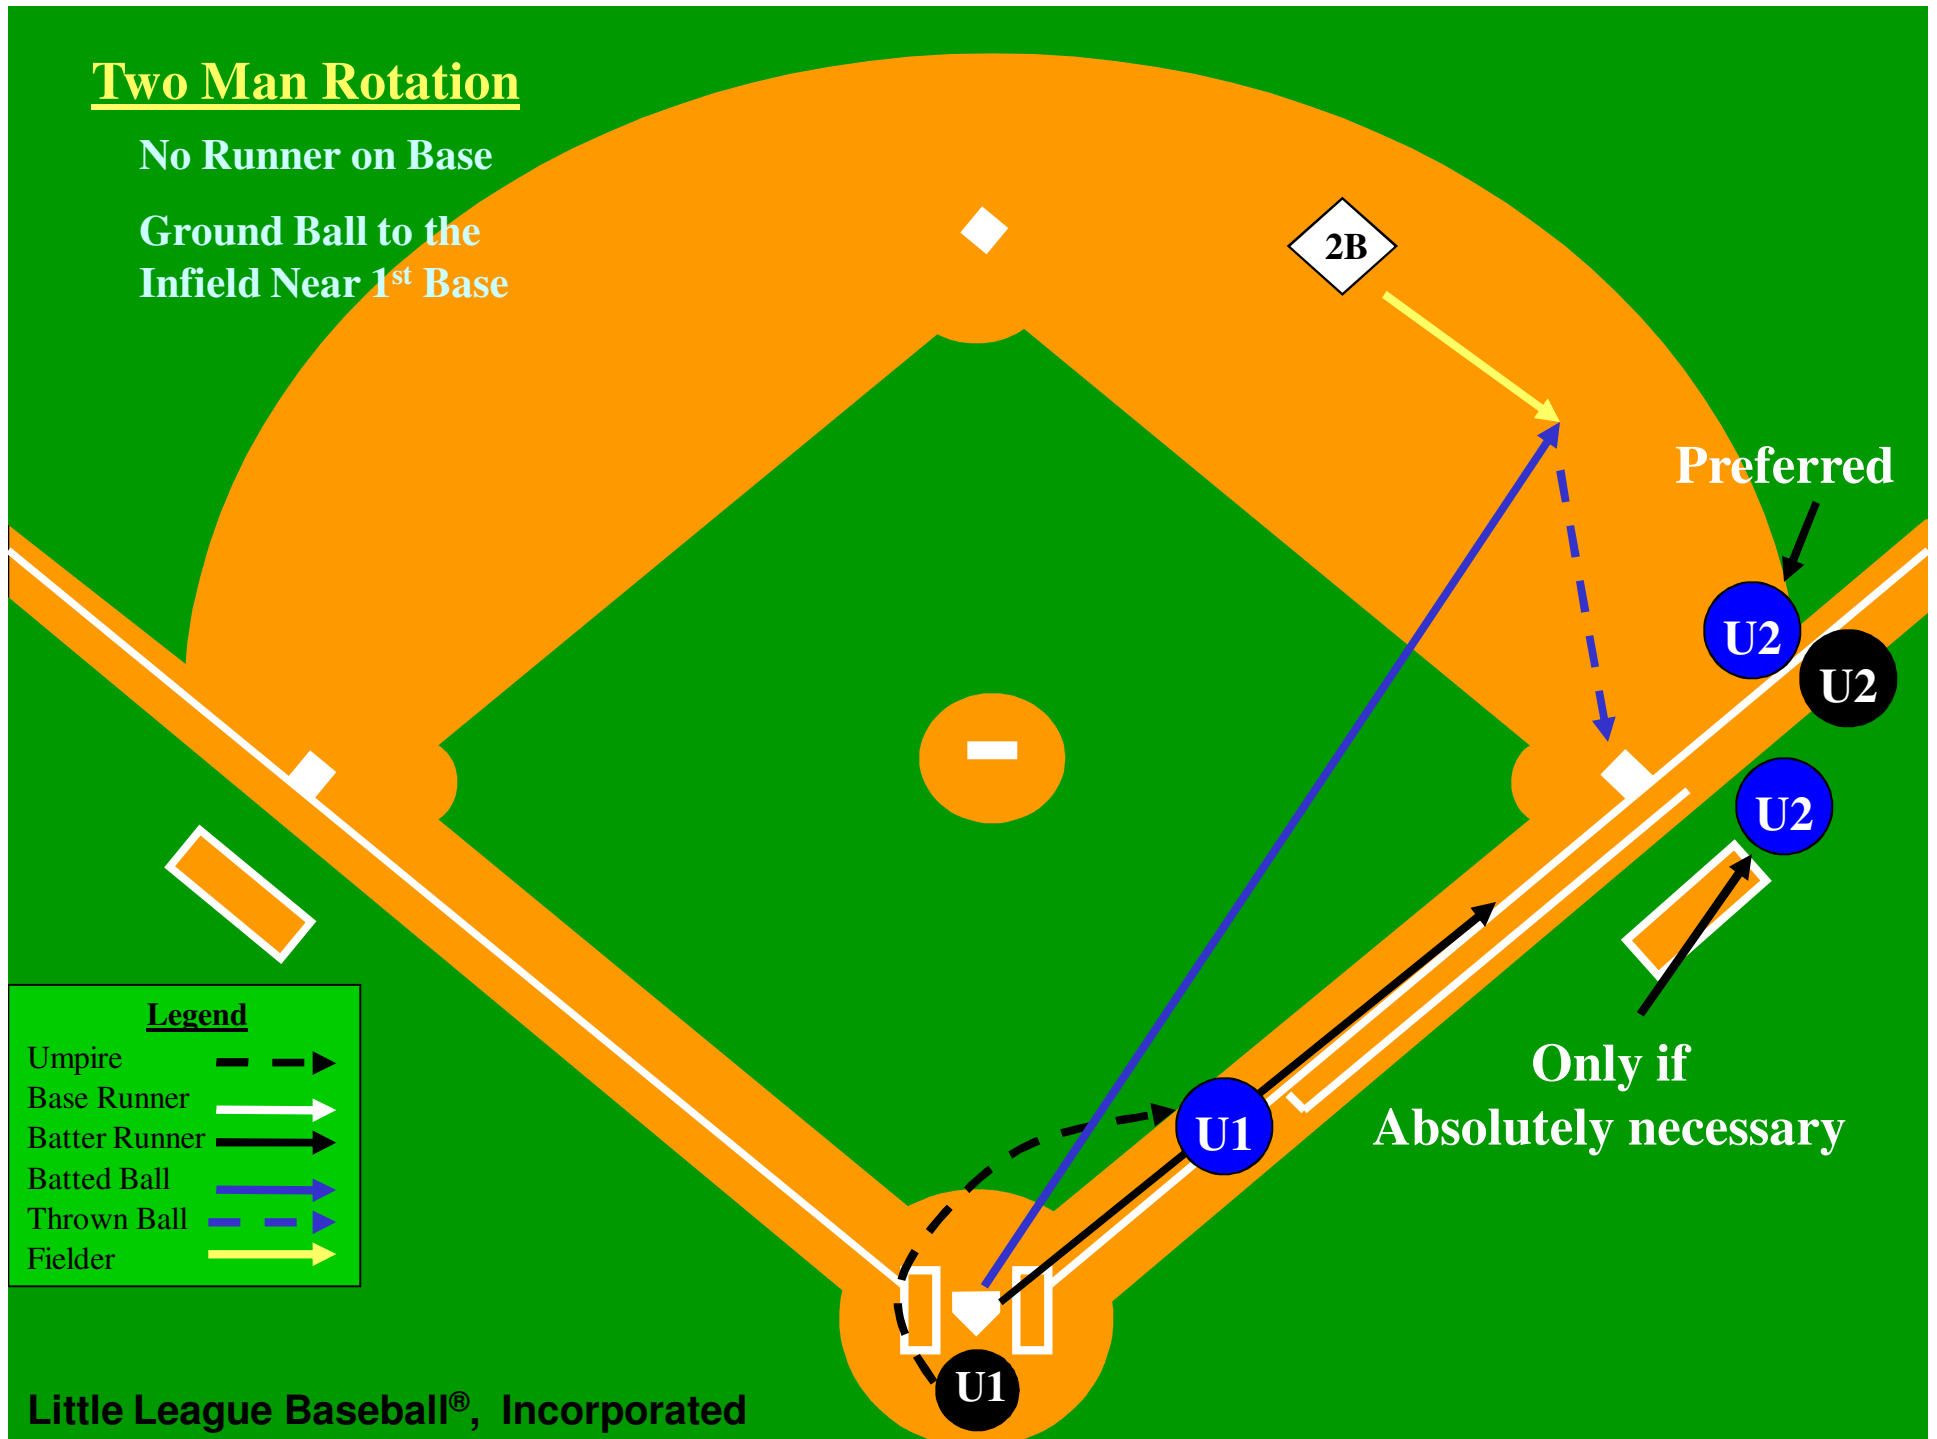 Two Man Rotation
No Runner on Base
Ground Ball to the
Infield Near 1st Base
2B
Preferred
U2
U2
U2
Only if
Absolutely necessary
U1
U1
Legend
Umpire
Base Runner
Batter Runner
Batted Ball
Thrown Ball
Fielder
Little League Baseball®, Incorporated